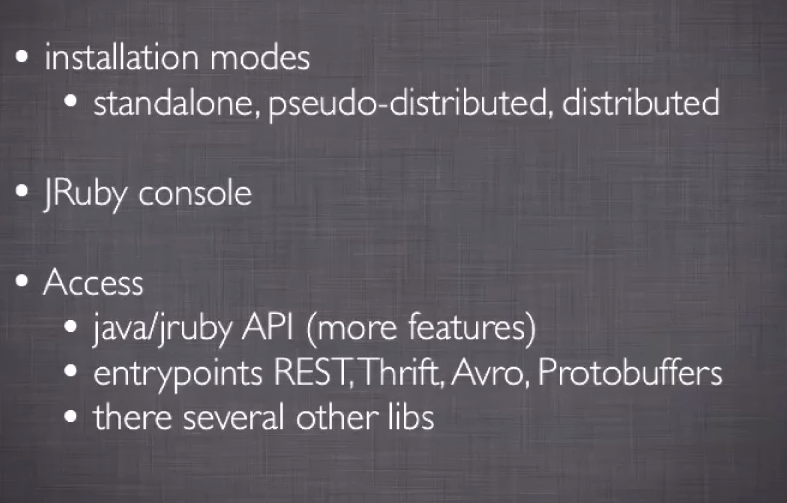 • installation modes
• standalone, pseudo-distributed, distributed
• JRuby console
• Access
• java/jruby API (more features)
• entrypoints REST, Thrift, Avro, Protobuffers
• there several other libs